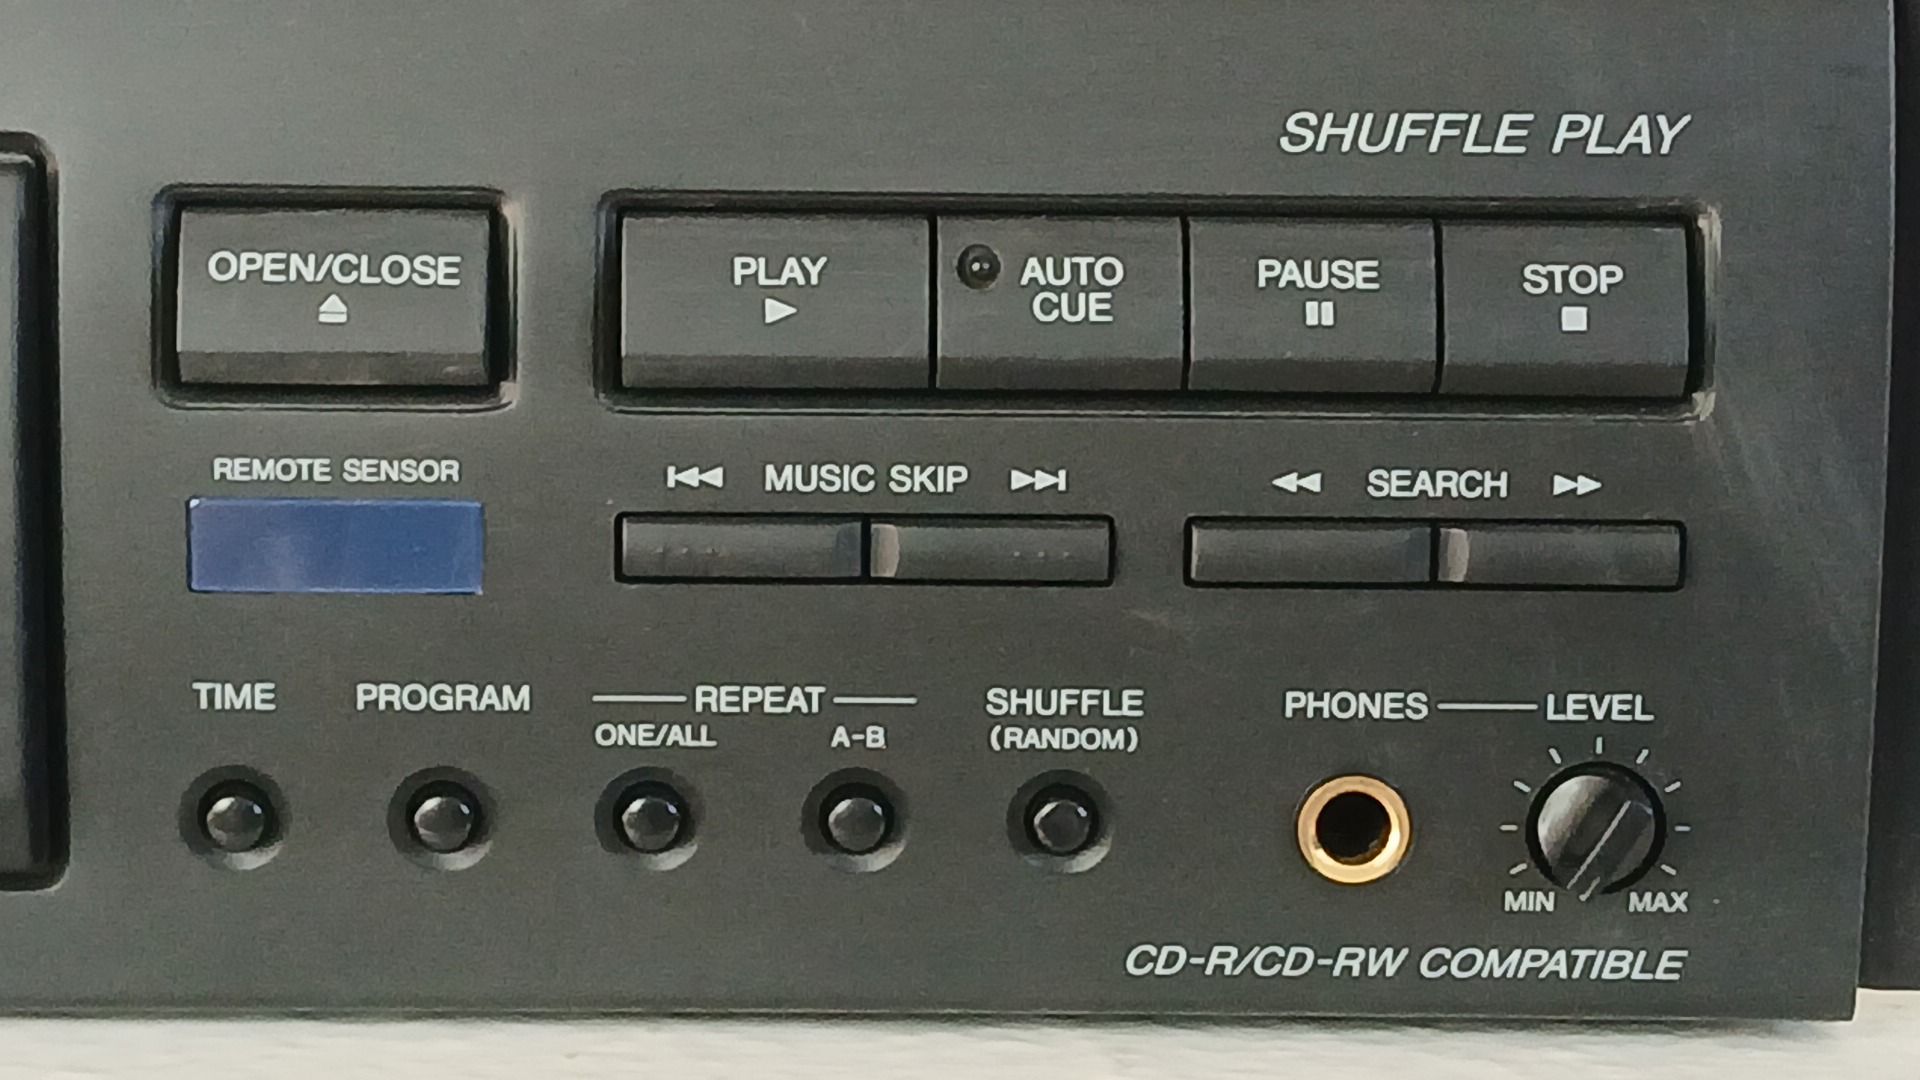 SHUFFLE PLAY
OPEN/CLOSE
PLAY
AUTO
CUE
PAUSE
STOP
REMOTE SENSOR
MUSIC SKIP
SEARCH
TIME
PROGRAM
REPEAT
ONE/ALL
A-B
SHUFFLE
(RANDOM)
PHONES
LEVEL
MIN
MAX
CD-R/CD-RW COMPATIBLE